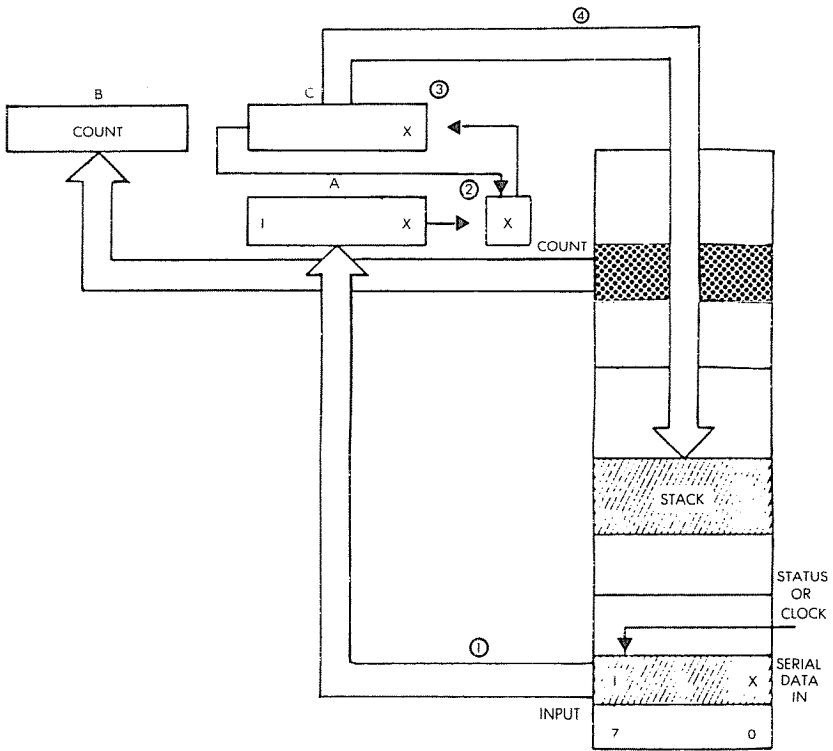 ④
B
C
③
COUNT
X
A
②
I X
X
COUNT
STACK
STATUS
OR
CLOCK
①
I X
SERIAL
DATA
IN
INPUT
7 0